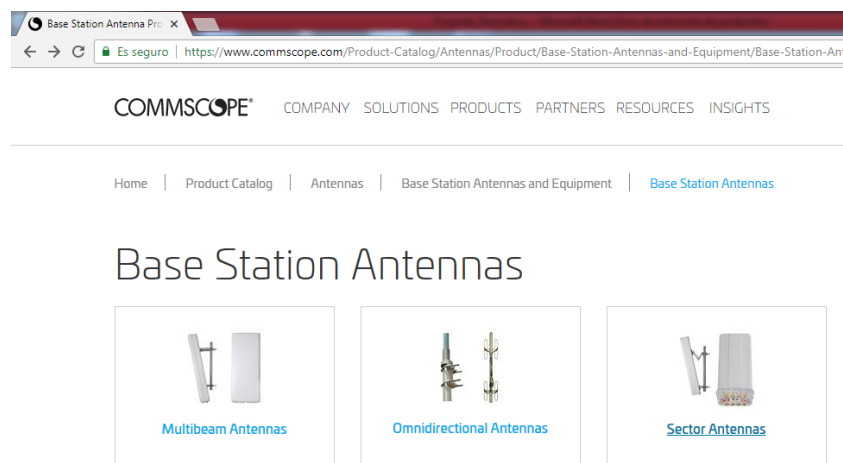 Base Station Antenna Pro
Es seguro | https://www.commscope.com/Product-Catalog/Antennas/Product/Base-Station-Antennas-and-Equipment/Base-Station-An
COMMSCOPE®
COMPANY SOLUTIONS PRODUCTS PARTNERS RESOURCES INSIGHTS
Home | Product Catalog | Antennas | Base Station Antennas and Equipment | Base Station Antennas
Base Station Antennas
Multibeam Antennas
Omnidirectional Antennas
Sector Antennas